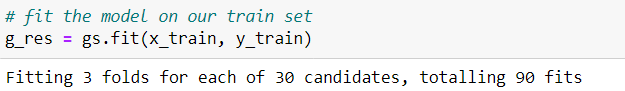 # fit the model on our train set
g_res = gs.fit(x_train, y_train)
Fitting 3 folds for each of 30 candidates, totalling 90 fits